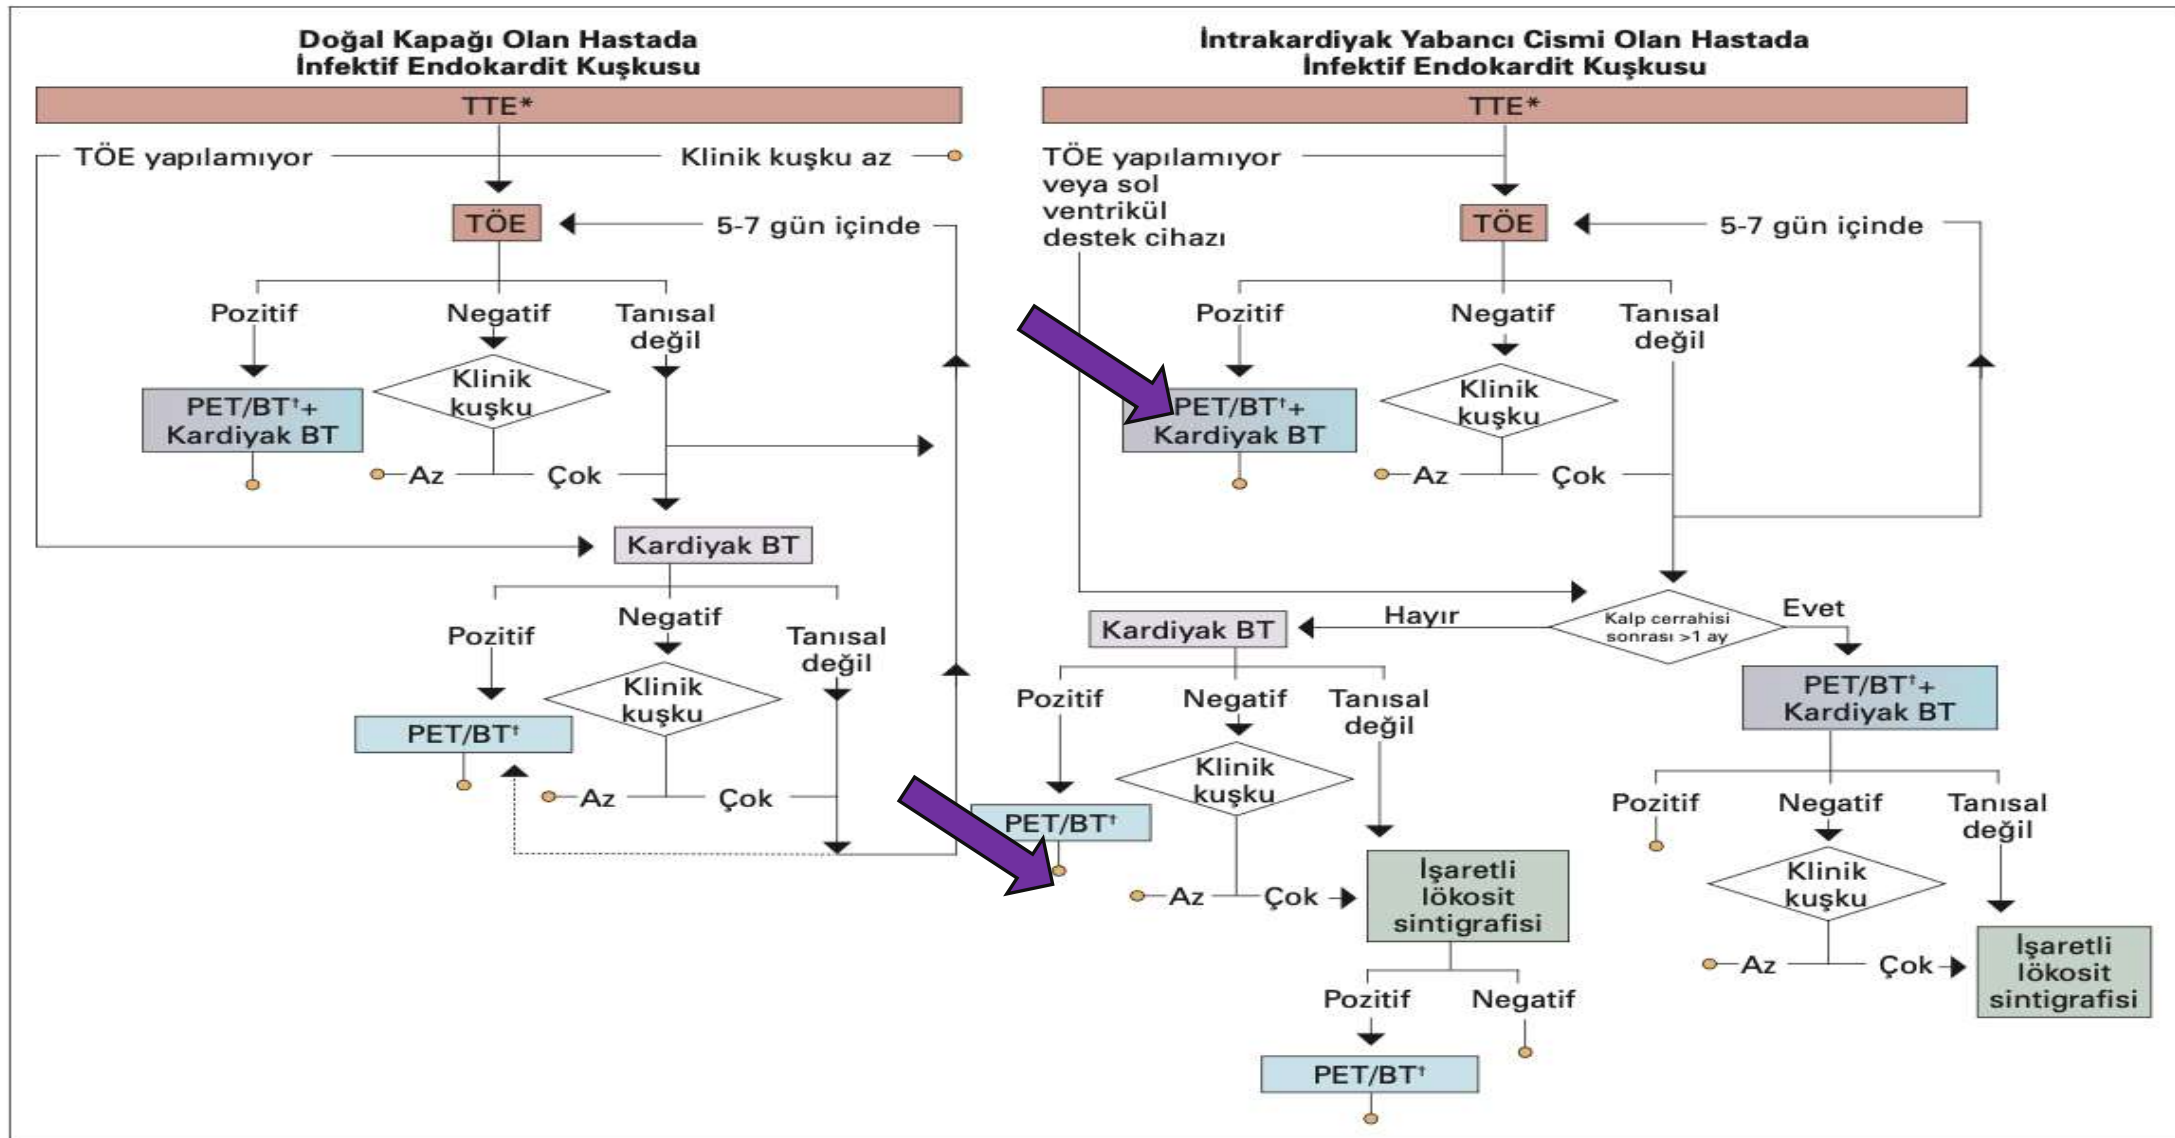 Doğal Kapağı Olan Hastada
İnfektif Endokardit Kuşkusu
TTE*
TÖE yapılamıyor
Klinik kuşku az
TÖE
5-7 gün içinde
Pozitif
Negatif
Tanısal
değil
Klinik
kuşku
PET/BT†+
Kardiyak BT
Az
Çok
Kardiyak BT
Pozitif
Negatif
Tanısal
değil
Klinik
kuşku
PET/BT†
Az
Çok
İntrakardiyak Yabancı Cismi Olan Hastada
İnfektif Endokardit Kuşkusu
TTE*
TÖE yapılamıyor
veya sol
ventrikül
destek cihazı
TÖE
5-7 gün içinde
Pozitif
Negatif
Tanısal
değil
Klinik
kuşku
PET/BT†+
Kardiyak BT
Az
Çok
Kalp cerrahisi
sonrası >1 ay
Hayır
Evet
Kardiyak BT
Pozitif
Negatif
Tanısal
değil
Klinik
kuşku
PET/BT†
Az
Çok
İşaretli
lökosit
sintigrafisi
Pozitif
Negatif
PET/BT†
PET/BT†+
Kardiyak BT
Pozitif
Negatif
Tanısal
değil
Klinik
kuşku
Az
Çok
İşaretli
lökosit
sintigrafisi